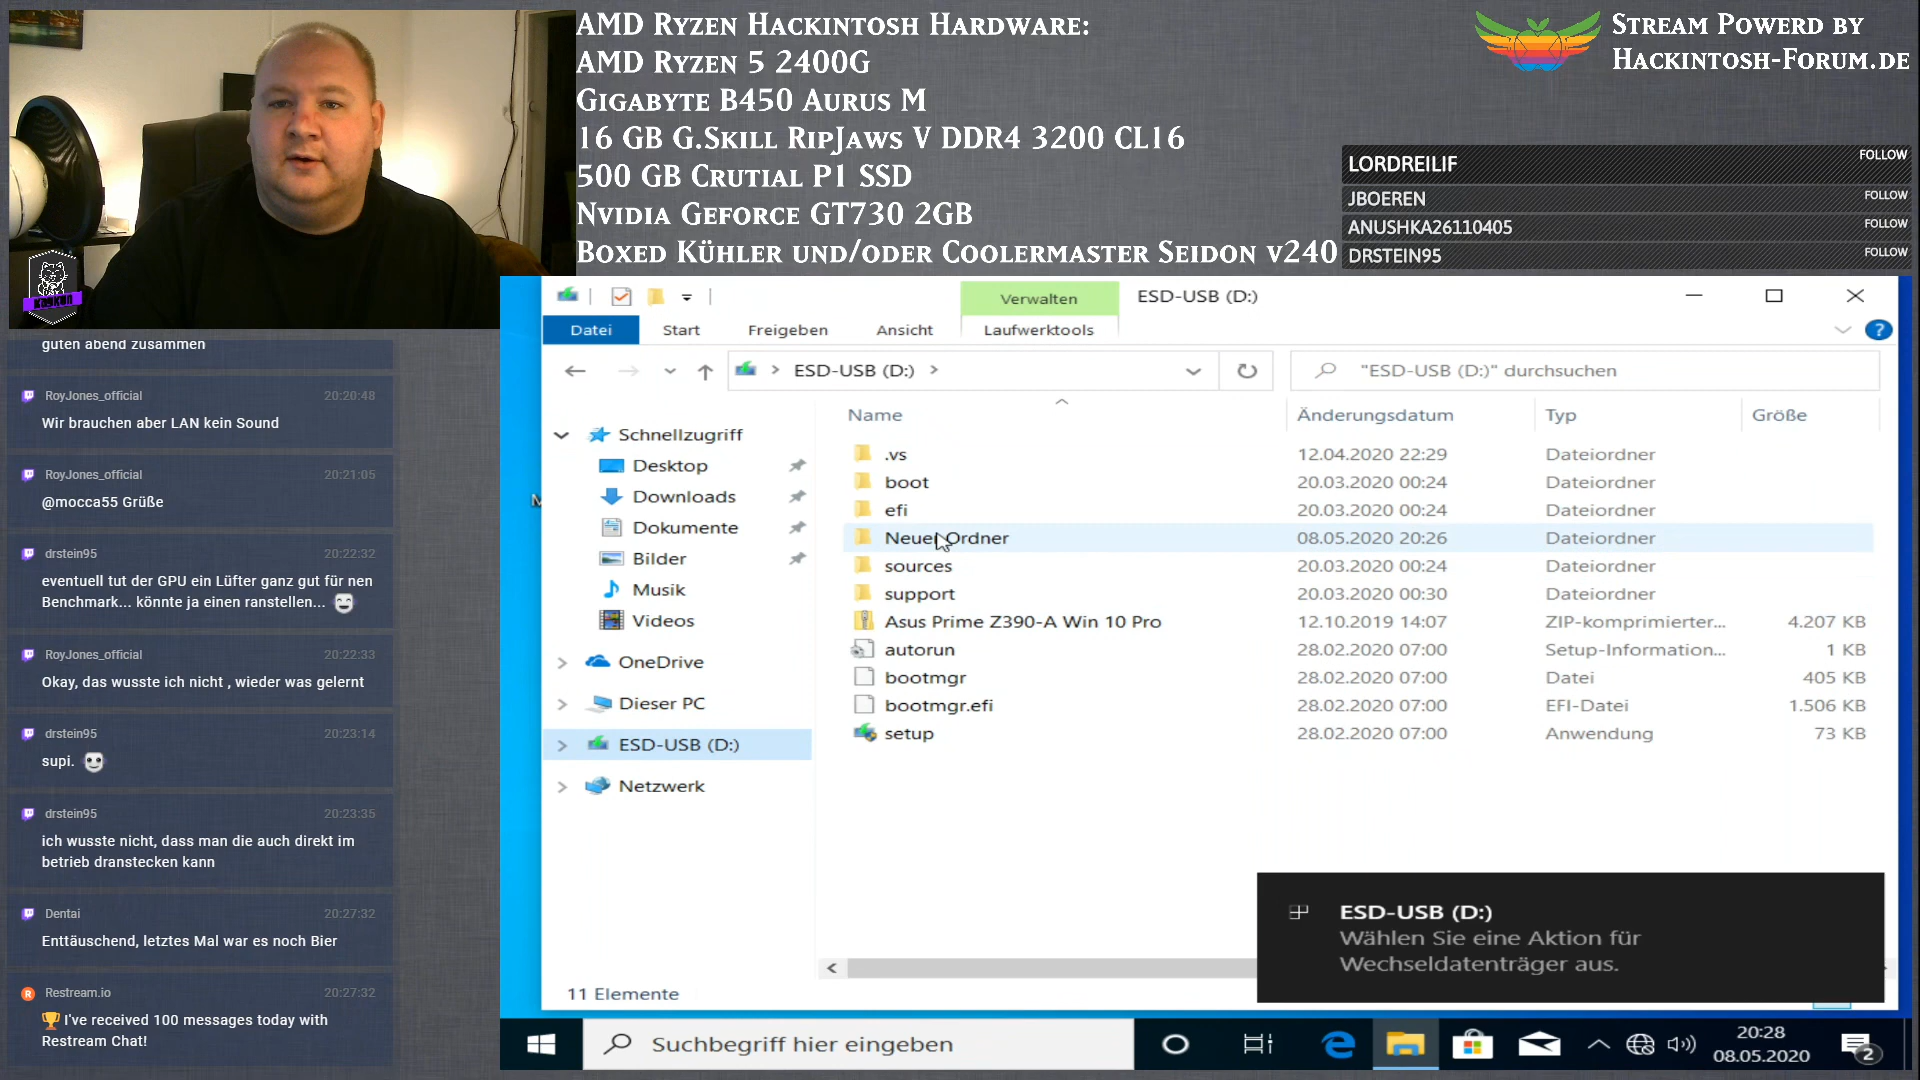 AMD Ryzen Hackintosh Hardware:
AMD Ryzen 5 2400G
Gigabyte B450 Aurus M
16 GB G.Skill RipJaws V DDR4 3200 CL16
500 GB Crutial P1 SSD
Nvidia Geforce GT730 2GB
Boxed Kühler und/oder Coolermaster Seidon v240
Stream Powerd by
Hackintosh-Forum.de
LORDREILIF FOLLOW
JBOEREN FOLLOW
ANUSHKA26110405 FOLLOW
DRSTEIN95 FOLLOW
guten abend zusammen
RoyJones_official 20:20:48
Wir brauchen aber LAN kein Sound
RoyJones_official 20:21:05
@mocca55 Grüße
drstein95 20:22:32
eventuell tut der GPU ein Lüfter ganz gut für nen
Benchmark... könnte ja einen ranstellen...
RoyJones_official 20:22:33
Okay, das wusste ich nicht , wieder was gelernt
drstein95 20:23:14
supi.
drstein95 20:23:35
ich wusste nicht, dass man die auch direkt im
betrieb dranstecken kann
Dentai 20:27:32
Enttäuschend, letztes Mal war es noch Bier
Restream.io 20:27:32
I've received 100 messages today with
Restream Chat!
Verwalten ESD-USB (D:)
Datei Start Freigeben Ansicht Laufwerktools
ESD-USB (D:) "ESD-USB (D:)" durchsuchen
Name Änderungsdatum Typ Größe
Schnellzugriff
Desktop
Downloads
Dokumente
Bilder
Musik
Videos
OneDrive
Dieser PC
ESD-USB (D:)
Netzwerk
.vs 12.04.2020 22:29 Dateiordner
boot 20.03.2020 00:24 Dateiordner
efi 20.03.2020 00:24 Dateiordner
Neuer Ordner 08.05.2020 20:26 Dateiordner
sources 20.03.2020 00:24 Dateiordner
support 20.03.2020 00:30 Dateiordner
Asus Prime Z390-A Win 10 Pro 12.10.2019 14:07 ZIP-komprimierter... 4.207 KB
autorun 28.02.2020 07:00 Setup-Information... 1 KB
bootmgr 28.02.2020 07:00 Datei 405 KB
bootmgr.efi 28.02.2020 07:00 EFI-Datei 1.506 KB
setup 28.02.2020 07:00 Anwendung 73 KB
11 Elemente
ESD-USB (D:)
Wählen Sie eine Aktion für
Wechseldatenträger aus.
Suchbegriff hier eingeben
20:28
08.05.2020
2